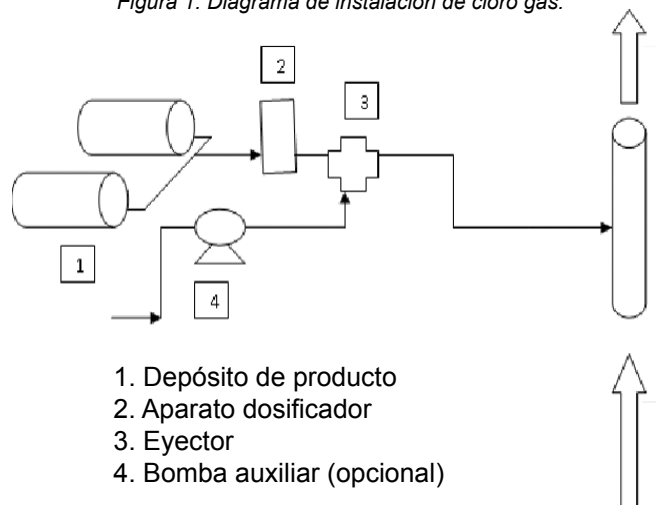 Figura 1. Diagrama de instalación de cloro gas.
2
3
1
4
1. Depósito de producto
2. Aparato dosificador
3. Eyector
4. Bomba auxiliar (opcional)